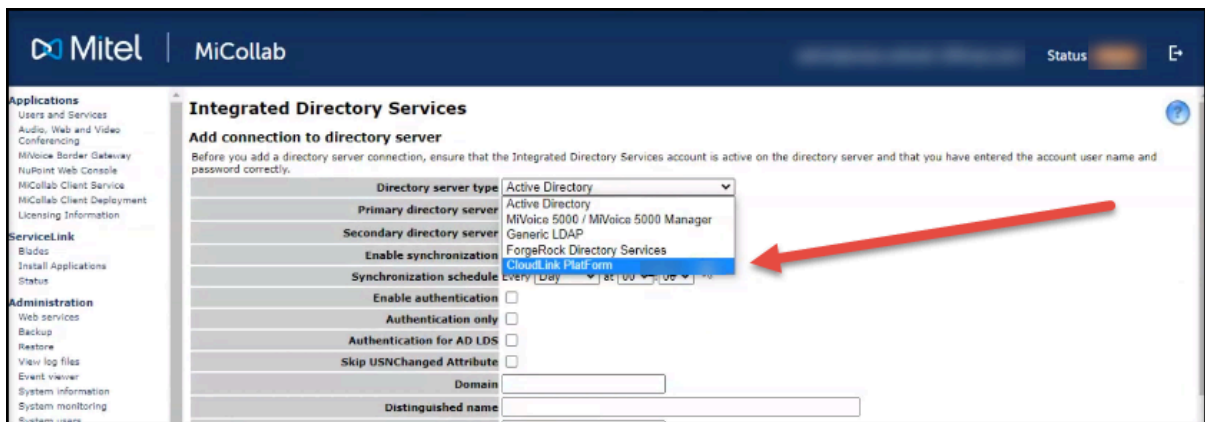 Mitel
MiCollab
Status
Applications
Users and Services
Audio, Web and Video
Conferencing
MiVoice Border Gateway
NuPoint Web Console
MiCollab Client Service
MiCollab Client Deployment
Licensing Information
ServiceLink
Blades
Install Applications
Status
Administration
Web services
Backup
Restore
View log files
Event viewer
System information
System monitoring
System users
Integrated Directory Services
?
Add connection to directory server
Before you add a directory server connection, ensure that the Integrated Directory Services account is active on the directory server and that you have entered the account user name and
password correctly.
Directory server type Active Directory
Primary directory server
Secondary directory server
Enable synchronization
Active Directory
MiVoice 5000 / MiVoice 5000 Manager
Generic LDAP
ForgeRock Directory Services
CloudLink PlatForm
Synchronization schedule Every Day at 00
Enable authentication
Authentication only
Authentication for AD LDS
Skip USNChanged Attribute
Domain
Distinguished name